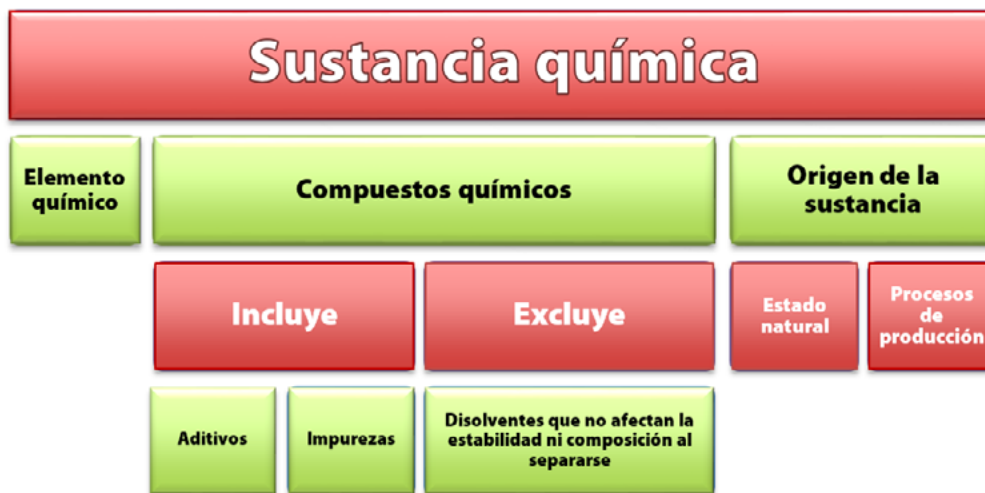 Sustancia química
Elemento
químico
Compuestos químicos
Origen de la
sustancia
Incluye
Excluye
Estado
natural
Procesos
de
producción
Aditivos
Impurezas
Disolventes que no afectan la
estabilidad ni composición al
separarse